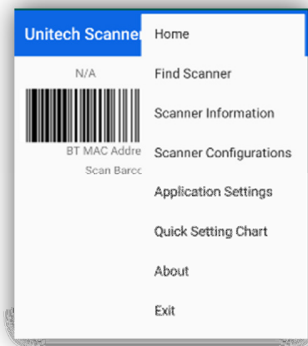 Unitech Scanner
Home
N/A
Find Scanner
Scanner Information
BT MAC Addre
Scanner Configurations
Scan Barc
Application Settings
Quick Setting Chart
About
Exit